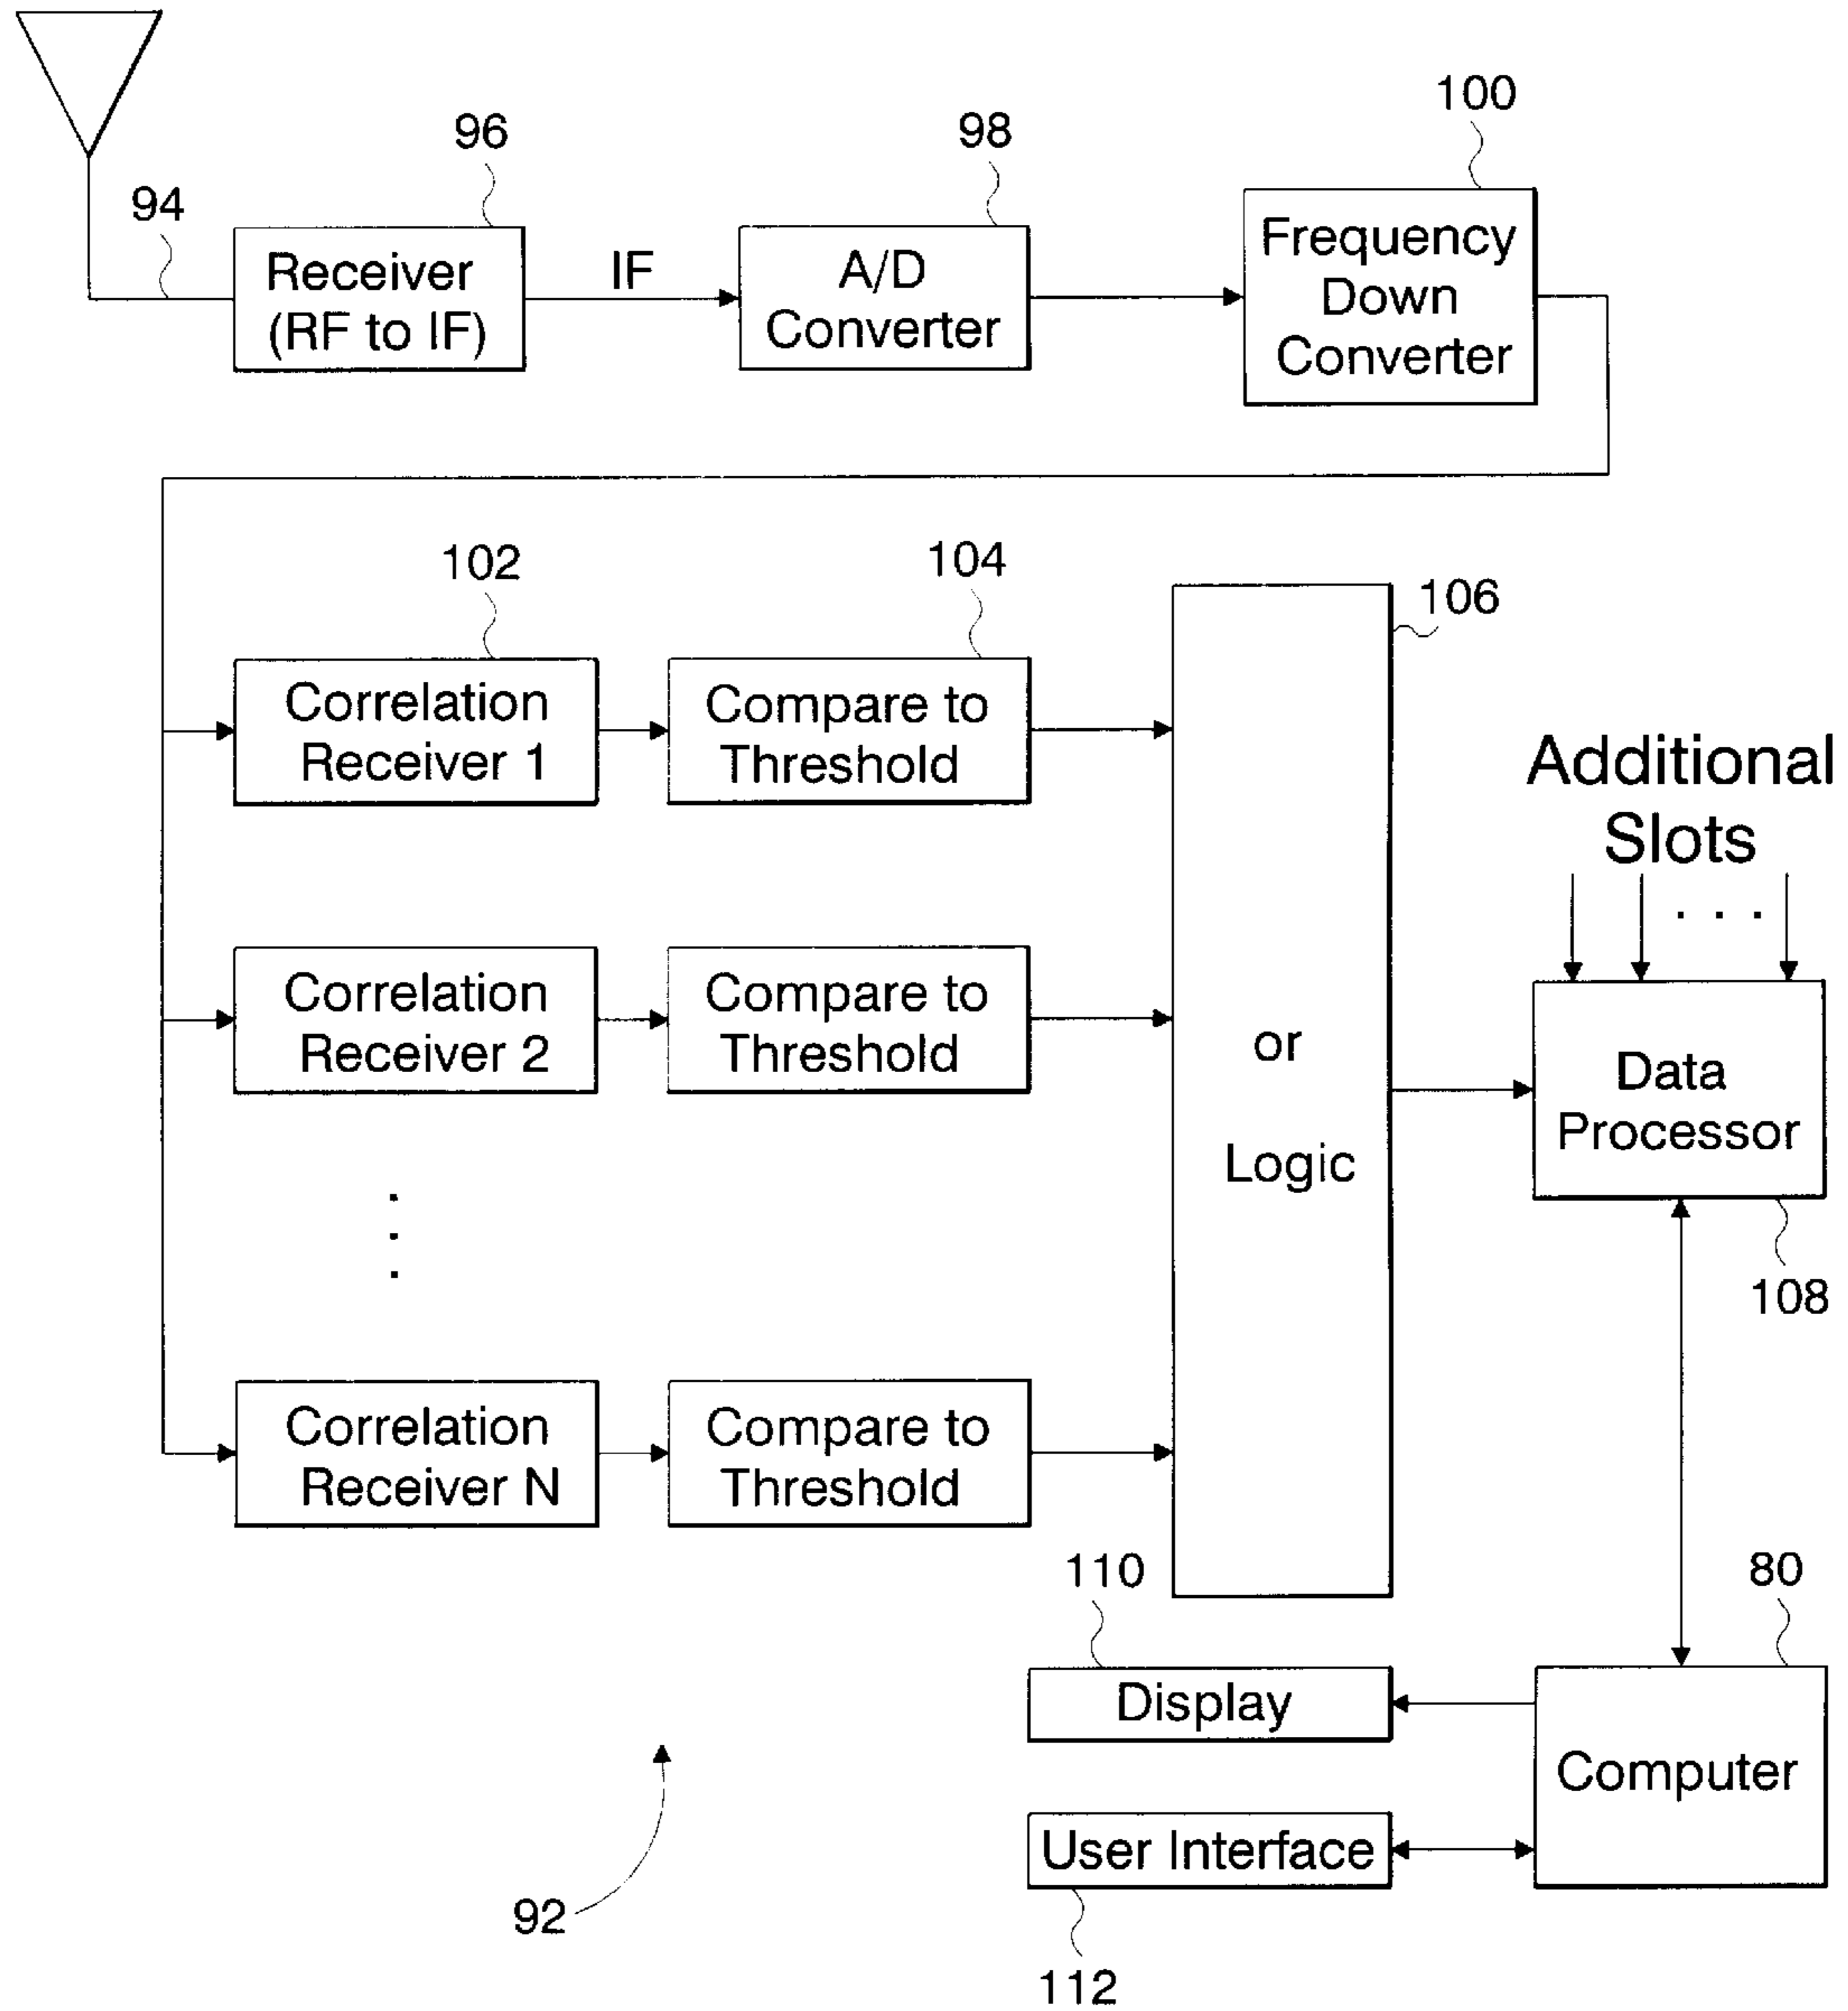 100
96
98
94
Receiver
(RF to IF)
IF
A/D
Converter
Frequency
Down
Converter
102
104
106
Correlation
Receiver 1
Compare to
Threshold
Additional
Slots
. . .
Correlation
Receiver 2
Compare to
Threshold
or
Logic
Data
Processor
108
Correlation
Receiver N
Compare to
Threshold
110
80
Display
Computer
User Interface
92
112